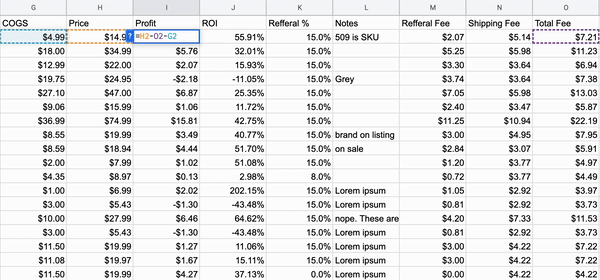 G H I J K L M N O
COGS Price Profit ROI Refferal % Notes Refferal Fee Shipping Fee Total Fee
$4.99 $14.9 ? =H2-O2-G2 55.91% 15.0% 509 is SKU $2.07 $5.14 $7.21
$18.00 $34.99 $5.76 32.01% 15.0% $5.25 $5.98 $11.23
$12.99 $22.00 $2.07 15.93% 15.0% $3.30 $3.64 $6.94
$19.75 $24.95 -$2.18 -11.05% 15.0% Grey $3.74 $3.64 $7.38
$27.10 $47.00 $6.87 25.35% 15.0% $7.05 $5.98 $13.03
$9.06 $15.99 $1.06 11.72% 15.0% $2.40 $3.47 $5.87
$36.99 $74.99 $15.81 42.75% 15.0% $11.25 $10.94 $22.19
$8.55 $19.99 $3.49 40.77% 15.0% brand on listing $3.00 $4.95 $7.95
$8.59 $18.94 $4.44 51.70% 15.0% on sale $2.84 $3.07 $5.91
$2.00 $7.99 $1.02 51.08% 15.0% $1.20 $3.77 $4.97
$4.35 $8.97 $0.13 2.98% 8.0% $0.72 $3.77 $4.49
$1.00 $6.99 $2.02 202.15% 15.0% Lorem ipsum $1.05 $2.92 $3.97
$3.00 $5.43 -$1.30 -43.48% 15.0% Lorem ipsum $0.81 $2.92 $3.73
$10.00 $27.99 $6.46 64.62% 15.0% nope. These are $4.20 $7.33 $11.53
$3.00 $5.43 -$1.30 -43.48% 15.0% Lorem ipsum $0.81 $2.92 $3.73
$11.50 $19.99 $1.27 11.06% 15.0% Lorem ipsum $3.00 $4.22 $7.22
$11.08 $19.97 $1.67 15.11% 15.0% Lorem ipsum $3.00 $4.22 $7.22
$11.50 $19.99 $4.27 37.13% 0.0% Lorem ipsum $0.00 $4.22 $4.22